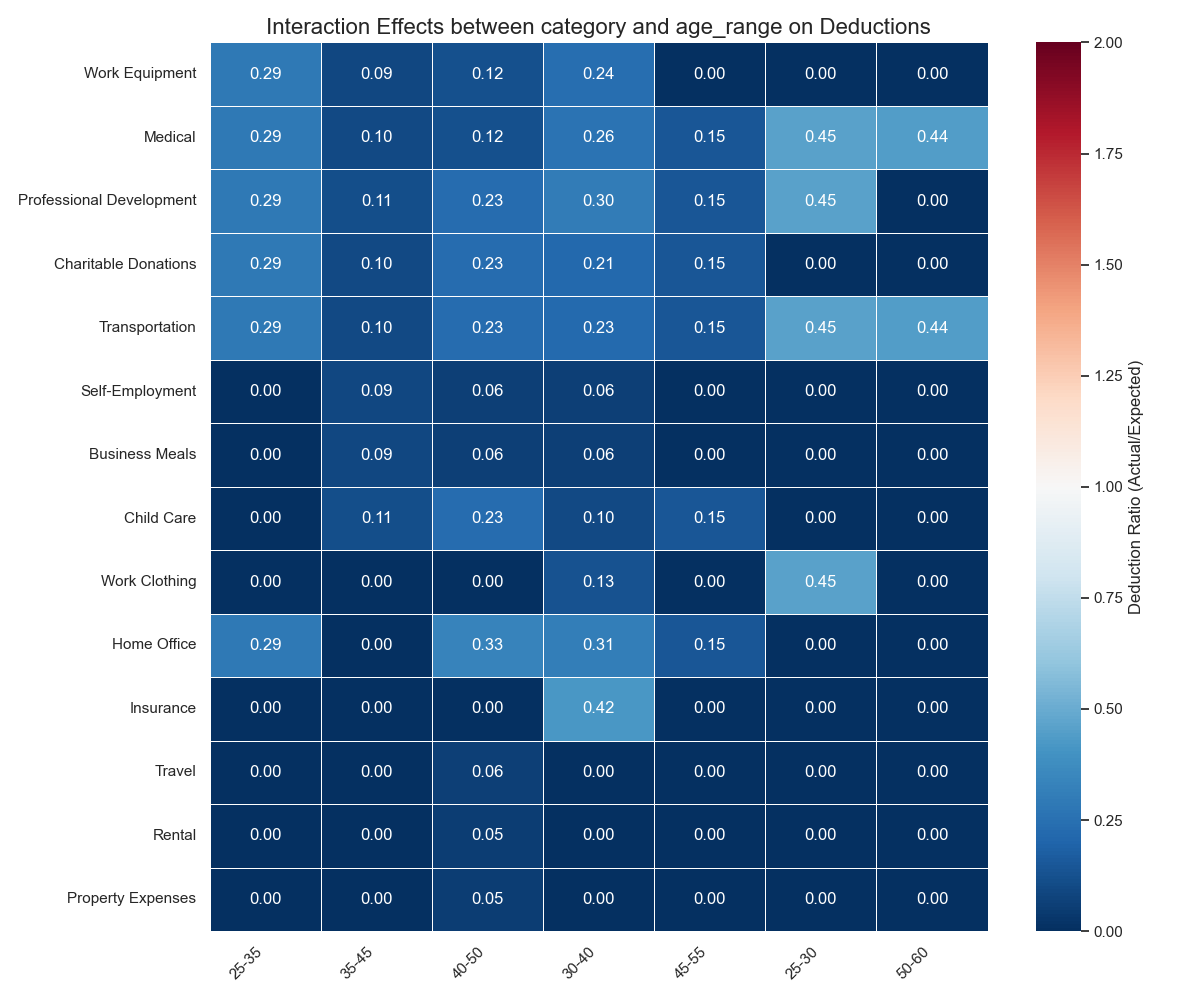 Interaction Effects between category and age_range on Deductions
Work Equipment 0.29 0.09 0.12 0.24 0.00 0.00 0.00
Medical 0.29 0.10 0.12 0.26 0.15 0.45 0.44
Professional Development 0.29 0.11 0.23 0.30 0.15 0.45 0.00
Charitable Donations 0.29 0.10 0.23 0.21 0.15 0.00 0.00
Transportation 0.29 0.10 0.23 0.23 0.15 0.45 0.44
Self-Employment 0.00 0.09 0.06 0.06 0.00 0.00 0.00
Business Meals 0.00 0.09 0.06 0.06 0.00 0.00 0.00
Child Care 0.00 0.11 0.23 0.10 0.15 0.00 0.00
Work Clothing 0.00 0.00 0.00 0.13 0.00 0.45 0.00
Home Office 0.29 0.00 0.33 0.31 0.15 0.00 0.00
Insurance 0.00 0.00 0.00 0.42 0.00 0.00 0.00
Travel 0.00 0.00 0.06 0.00 0.00 0.00 0.00
Rental 0.00 0.00 0.05 0.00 0.00 0.00 0.00
Property Expenses 0.00 0.00 0.05 0.00 0.00 0.00 0.00
25-35 35-45 40-50 30-40 45-55 25-30 50-60
2.00
1.75
1.50
1.25
1.00
0.75
0.50
0.25
0.00
Deduction Ratio (Actual/Expected)